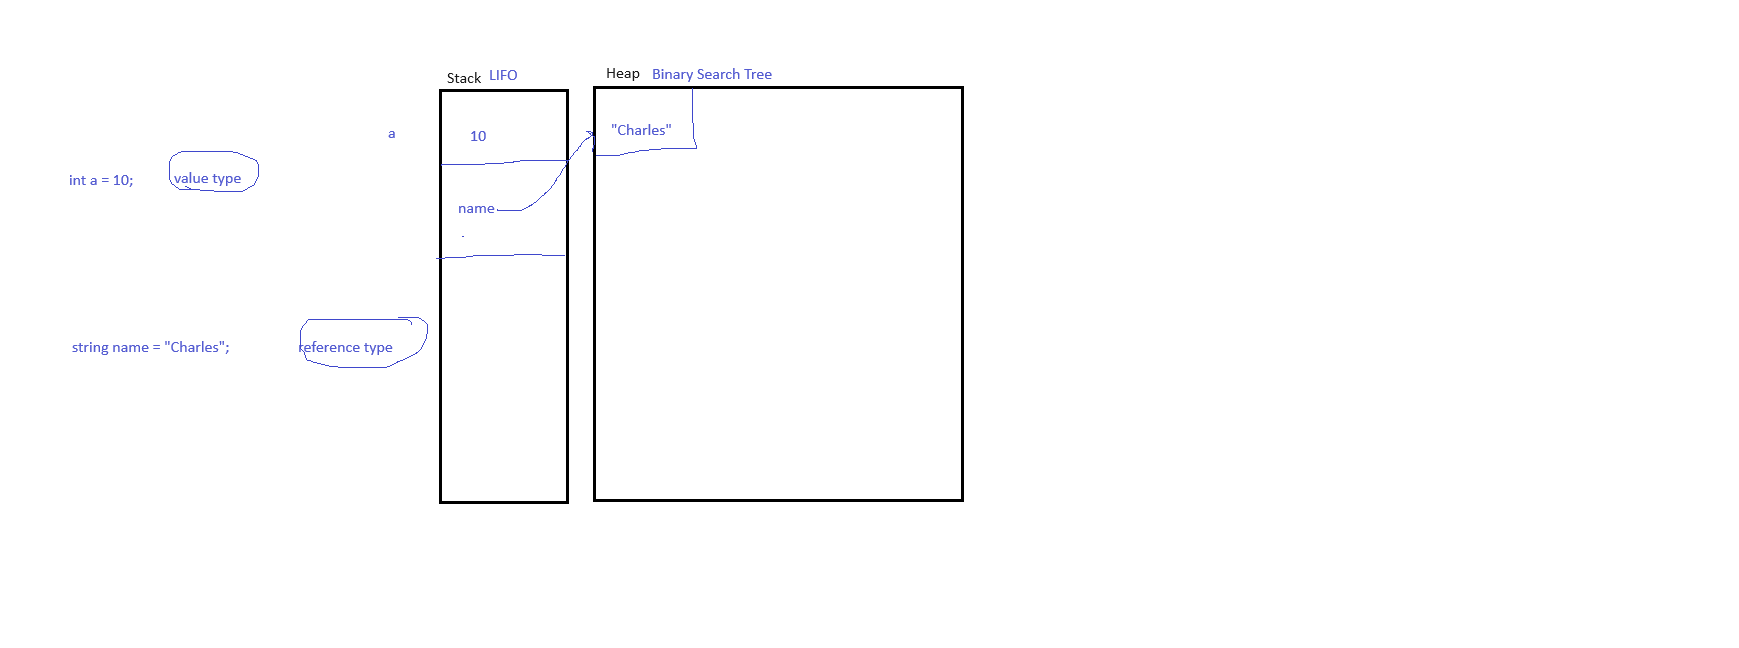 Stack LIFO
Heap Binary Search Tree
a
10
"Charles"
int a = 10;
value type
name
string name = "Charles";
reference type